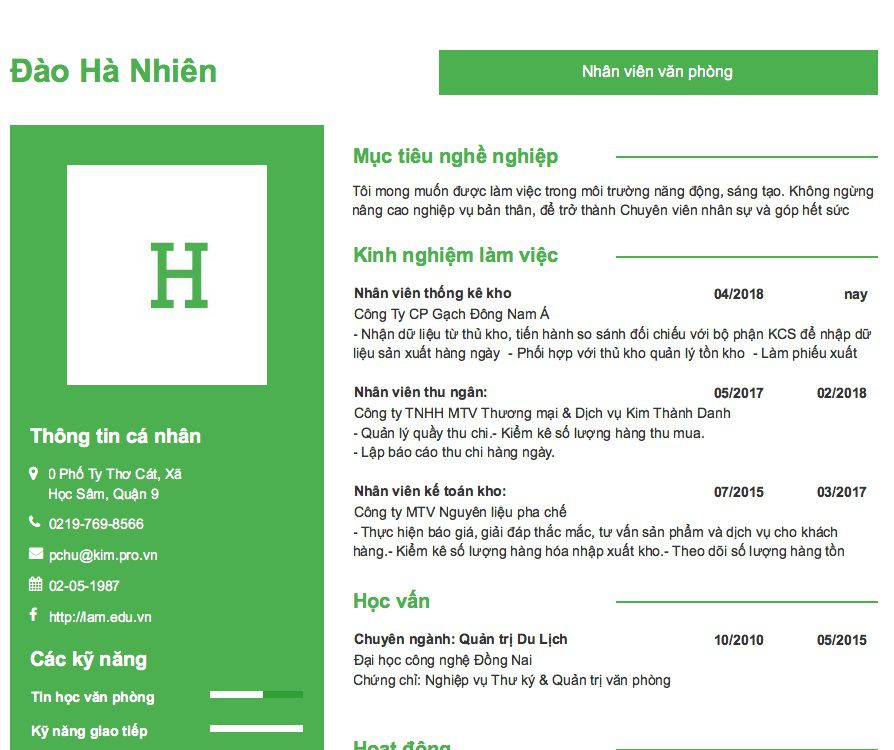 Đào Hà Nhiên
Nhân viên văn phòng
H
Thông tin cá nhân
0 Phố Ty Thơ Cát, Xã
Học Sâm, Quận 9
0219-769-8566
pchu@kim.pro.vn
02-05-1987
http://lam.edu.vn
Các kỹ năng
Tin học văn phòng
Kỹ năng giao tiếp
Mục tiêu nghề nghiệp
Tôi mong muốn được làm việc trong môi trường năng động, sáng tạo. Không ngừng
nâng cao nghiệp vụ bản thân, để trở thành Chuyên viên nhân sự và góp hết sức
Kinh nghiệm làm việc
Nhân viên thống kê kho 04/2018 nay
Công Ty CP Gạch Đông Nam Á
- Nhận dữ liệu từ thủ kho, tiến hành so sánh đối chiếu với bộ phận KCS để nhập dữ
liệu sản xuất hàng ngày - Phối hợp với thủ kho quản lý tồn kho - Làm phiếu xuất
Nhân viên thu ngân: 05/2017 02/2018
Công ty TNHH MTV Thương mại & Dịch vụ Kim Thành Danh
- Quản lý quầy thu chi.- Kiểm kê số lượng hàng thu mua.
- Lập báo cáo thu chi hàng ngày.
Nhân viên kế toán kho: 07/2015 03/2017
Công ty MTV Nguyên liệu pha chế
- Thực hiện báo giá, giải đáp thắc mắc, tư vấn sản phẩm và dịch vụ cho khách
hàng.- Kiểm kê số lượng hàng hóa nhập xuất kho.- Theo dõi số lượng hàng tồn
Học vấn
Chuyên ngành: Quản trị Du Lịch 10/2010 05/2015
Đại học công nghệ Đồng Nai
Chứng chỉ: Nghiệp vụ Thư ký & Quản trị văn phòng
Hoạt động